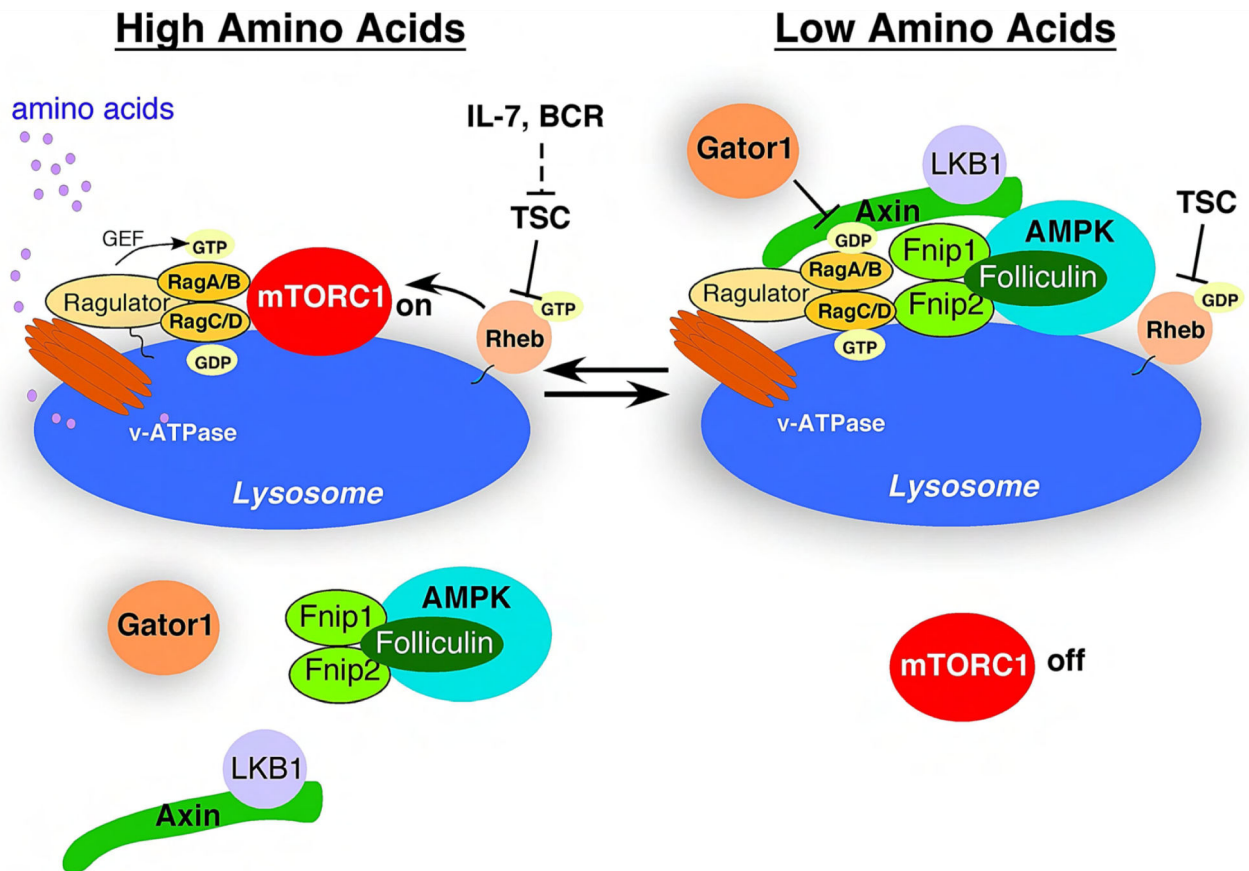 High Amino Acids
amino acids
IL-7, BCR
TSC
GEF
GTP
RagA/B
Ragulator
mTORC1
on
GTP
RagC/D
Rheb
GDP
v-ATPase
Lysosome
Gator1
Fnip1
AMPK
Folliculin
Fnip2
LKB1
Axin
Low Amino Acids
Gator1
LKB1
Axin
TSC
GDP
Fnip1
AMPK
RagA/B
Folliculin
Ragulator
RagC/D
Fnip2
GDP
Rheb
GTP
v-ATPase
Lysosome
mTORC1
off